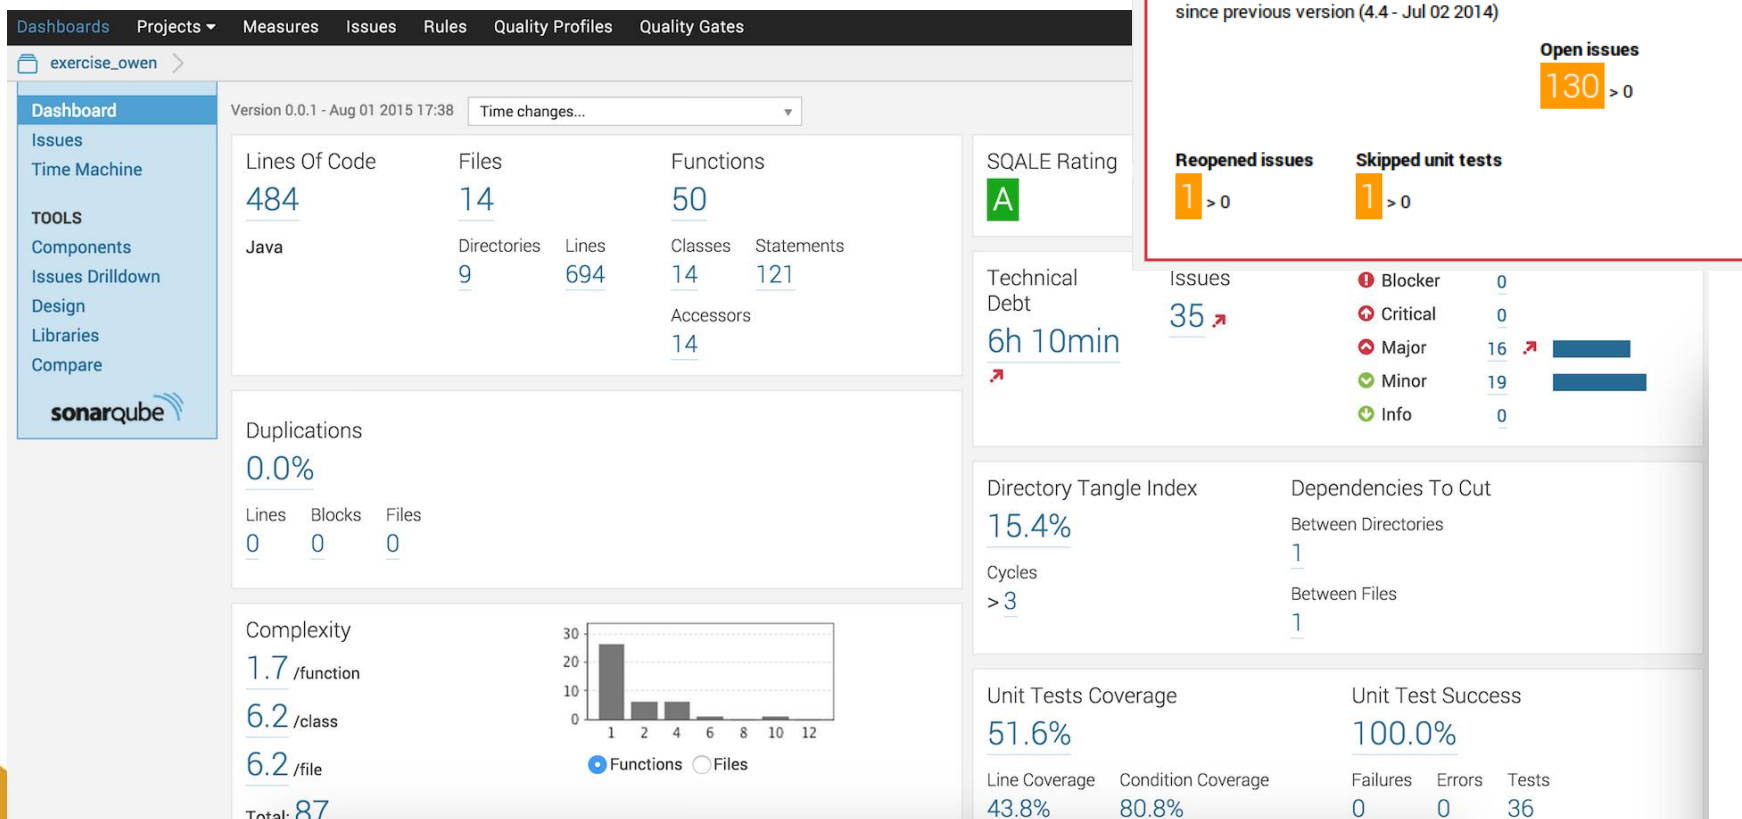 since previous version (4.4 - Jul 02 2014)
Open issues
130 > 0
Reopened issues Skipped unit tests
1 > 0 1 > 0
Dashboards Projects Measures Issues Rules Quality Profiles Quality Gates
exercise_owen
Dashboard
Issues
Time Machine
TOOLS
Components
Issues Drilldown
Design
Libraries
Compare
sonarqube
Version 0.0.1 - Aug 01 2015 17:38 Time changes...
Lines Of Code Files Functions
484 14 50
Java Directories Lines Classes Statements
9 694 14 121
Accessors
14
Duplications
0.0%
Lines Blocks Files
0 0 0
Complexity
1.7 /function
6.2 /class
6.2 /file
Total: 87
30
20
10
0
1 2 4 6 8 10 12
Functions Files
SQALE Rating
A
Technical Debt
6h 10min
Issues
35
Blocker 0
Critical 0
Major 16
Minor 19
Info 0
Directory Tangle Index
15.4%
Cycles
> 3
Dependencies To Cut
Between Directories
1
Between Files
1
Unit Tests Coverage
51.6%
Line Coverage Condition Coverage
43.8% 80.8%
Unit Test Success
100.0%
Failures Errors Tests
0 0 36